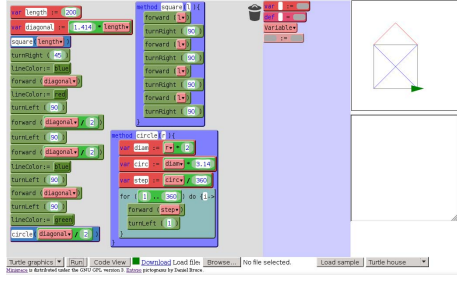 var length := 200
var diagonal := 1.414 * length
square( length )
turnRight ( 45 )
lineColor:= blue
forward ( diagonal )
lineColor:= red
turnLeft ( 90 )
forward ( diagonal / 2 )
turnLeft ( 90 )
forward ( diagonal / 2 )
lineColor:= blue
turnLeft ( 90 )
forward ( diagonal )
turnLeft ( 90 )
lineColor:= green
circle( diagonal / 2 )
method square( l ){
forward ( l )
turnRight ( 90 )
forward ( l )
turnRight ( 90 )
forward ( l )
turnRight ( 90 )
forward ( l )
turnRight ( 90 )
}
method circle( r ){
var diam := r * 2
var circ := diam * 3.14
var step := circ / 360
for ( 1 .. 360 ) do { i ->
forward ( step )
turnLeft ( 1 )
}
}
var :=
def =
Variable
:=
Turtle graphics Run Code View Download Load file: Browse... No file selected. Load sample Turtle house
Minigrace is distributed under the GNU GPL version 3. Entypo pictograms by Daniel Bruce.